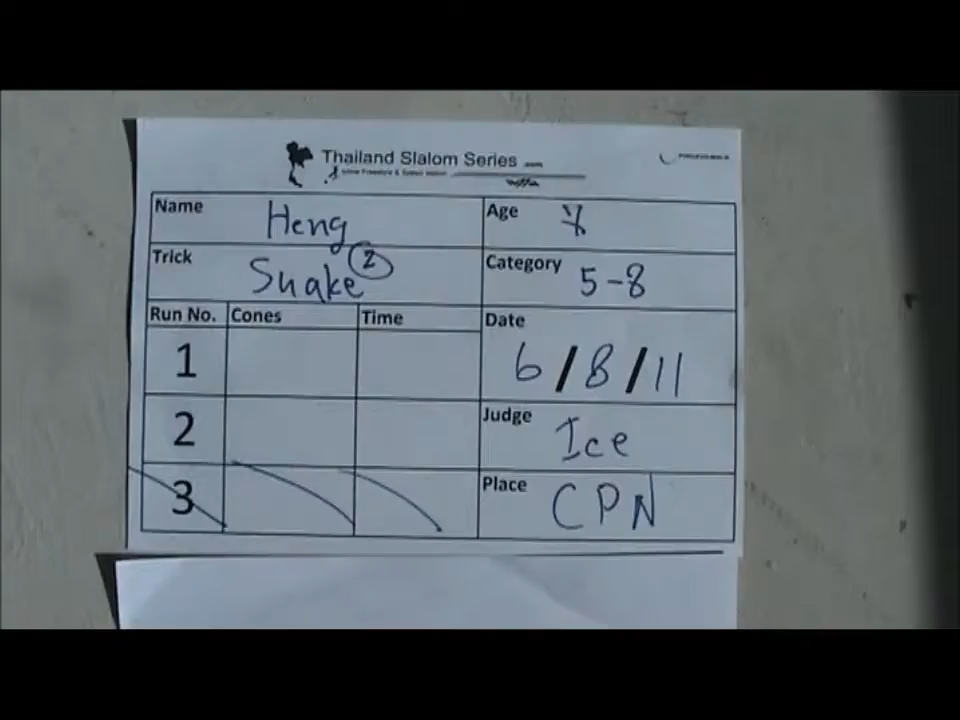 Thailand Slalom Series .com
Name Heng
Age 7
Trick Snake 2
Category 5-8
Run No. Cones Time
Date 6/8/11
1
2
Judge Ice
3
Place CPN